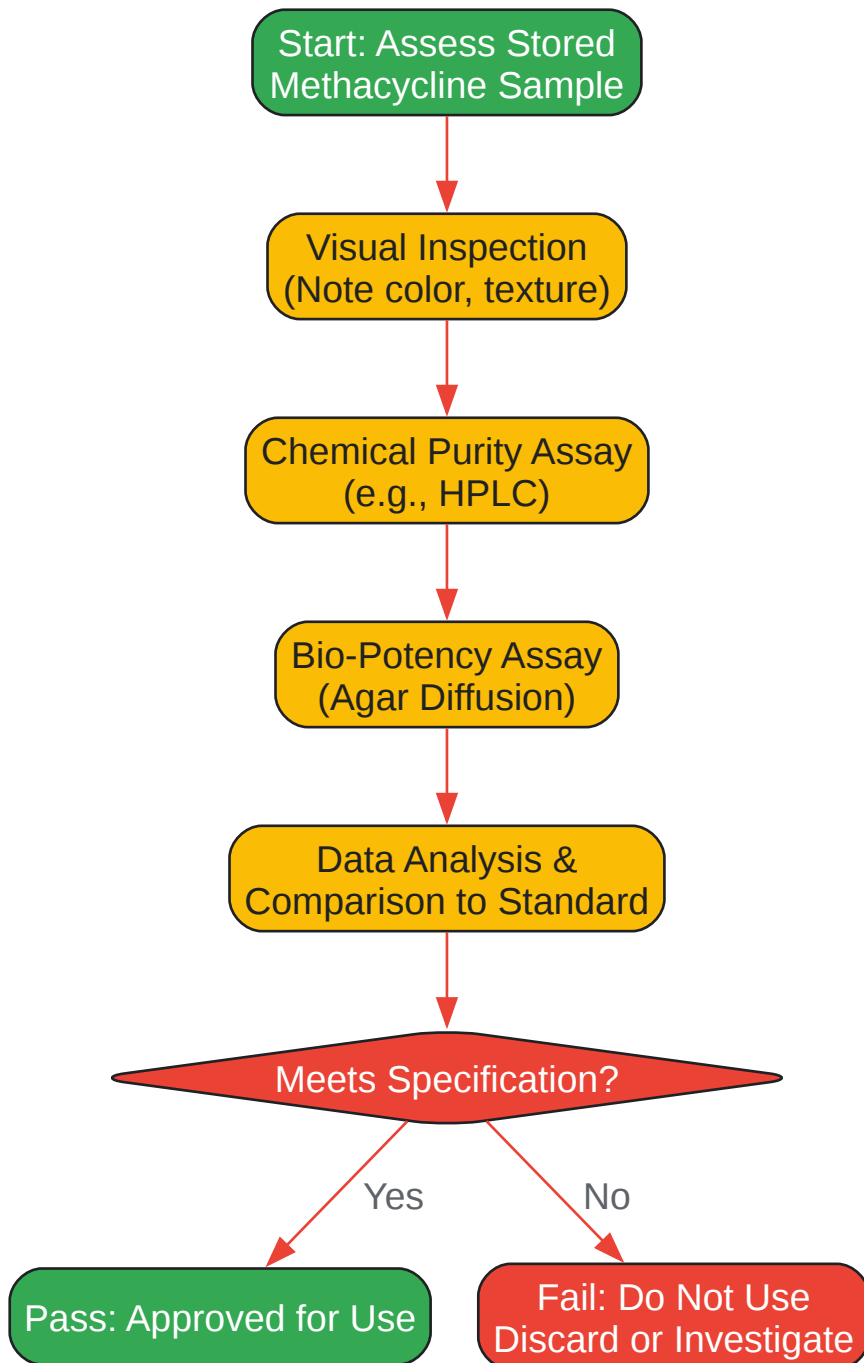 Start: Assess Stored
Methacycline Sample
Visual Inspection
(Note color, texture)
Chemical Purity Assay
(e.g., HPLC)
Bio-Potency Assay
(Agar Diffusion)
Data Analysis &
Comparison to Standard
Meets Specification?
Yes
No
Pass: Approved for Use
Fail: Do Not Use
Discard or Investigate